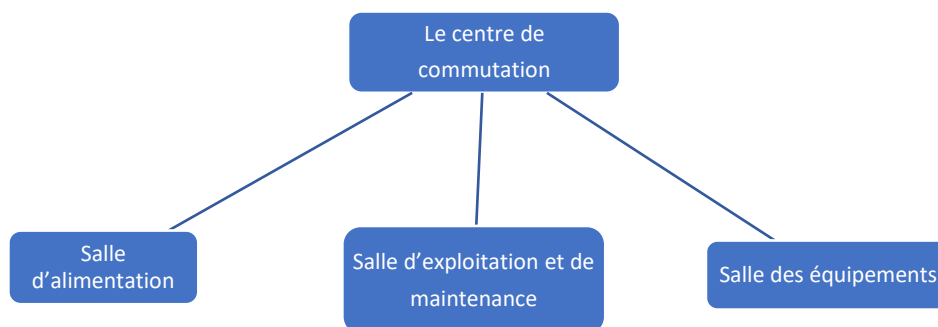 Le centre de
commutation
Salle
d’alimentation
Salle d’exploitation et de
maintenance
Salle des équipements